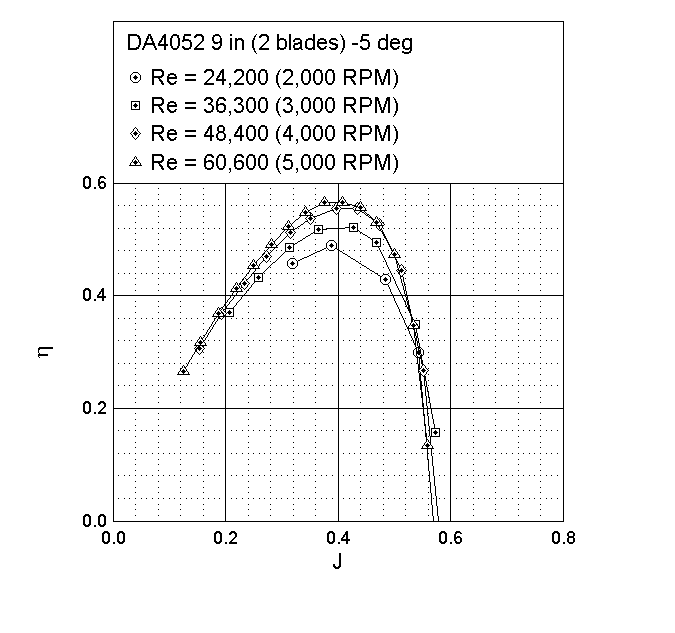 DA4052 9 in (2 blades) -5 deg
Re = 24,200 (2,000 RPM)
Re = 36,300 (3,000 RPM)
Re = 48,400 (4,000 RPM)
Re = 60,600 (5,000 RPM)
0.6
0.4
η
0.2
0.0
0.0 0.2 0.4 0.6 0.8
J